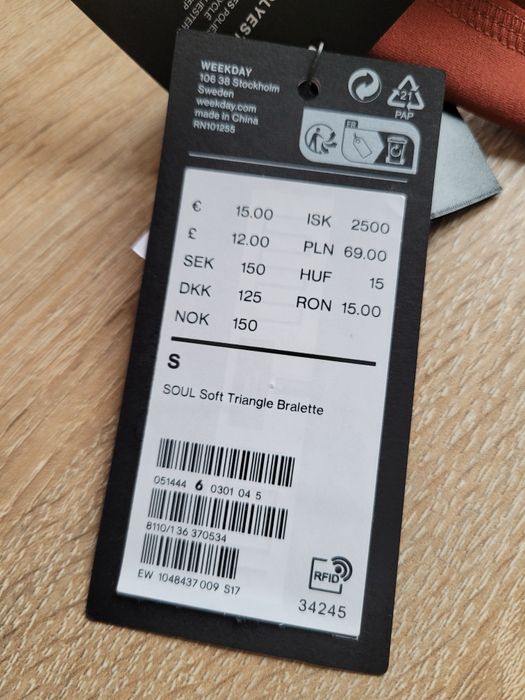 WEEKDAY
106 38 Stockholm
Sweden
weekday.com
made in China
RN101255
21
PAP
FR
€ 15.00 ISK 2500
£ 12.00 PLN 69.00
SEK 150 HUF 15
DKK 125 RON 15.00
NOK 150
S
SOUL Soft Triangle Bralette
051444 6 0301 04 5
8110/1 36 370534
EW 1048437 009 S17
RFID
34245